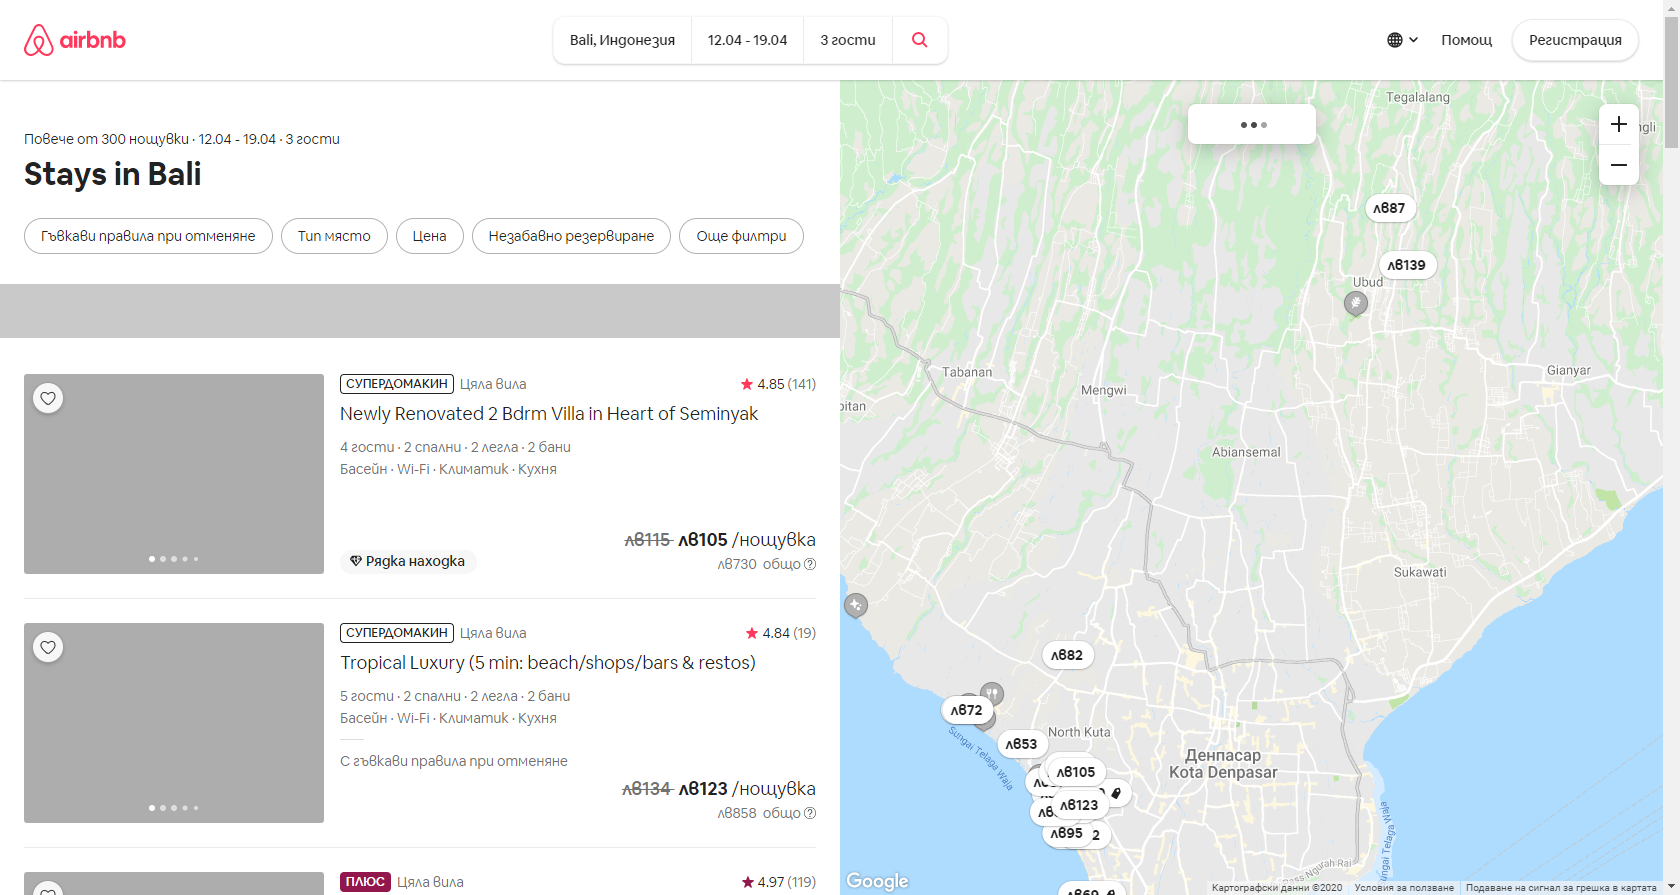 airbnb
Bali, Индонезия
12.04 - 19.04
3 гости
Помощ
Регистрация
Повече от 300 нощувки · 12.04 - 19.04 · 3 гости
Stays in Bali
Гъвкави правила при отменяне
Тип място
Цена
Незабавно резервиране
Още филтри
СУПЕРДОМАКИН Цяла вила
4.85 (141)
Newly Renovated 2 Bdrm Villa in Heart of Seminyak
4 гости · 2 спални · 2 легла · 2 бани
Басейн · Wi-Fi · Климатик · Кухня
лв115 лв105 /нощувка
Рядка находка
лв730 общо
СУПЕРДОМАКИН Цяла вила
4.84 (19)
Tropical Luxury (5 min: beach/shops/bars & restos)
5 гости · 2 спални · 2 легла · 2 бани
Басейн · Wi-Fi · Климатик · Кухня
С гъвкави правила при отменяне
лв134 лв123 /нощувка
лв858 общо
ПЛЮС Цяла вила
4.97 (119)
Tegalalang
лв87
лв139
Ubud
Tabanan
Gianyar
Mengwi
Abiansemal
Sukawati
лв82
лв72
Sungai Telaga Waja
North Kuta
лв53
Денпасар
Kota Denpasar
лв105
лв123
лв95
2
лв69
Telaga Waja
Google
Картографски данни ©2020
Условия за ползване
Подаване на сигнал за грешка в картата